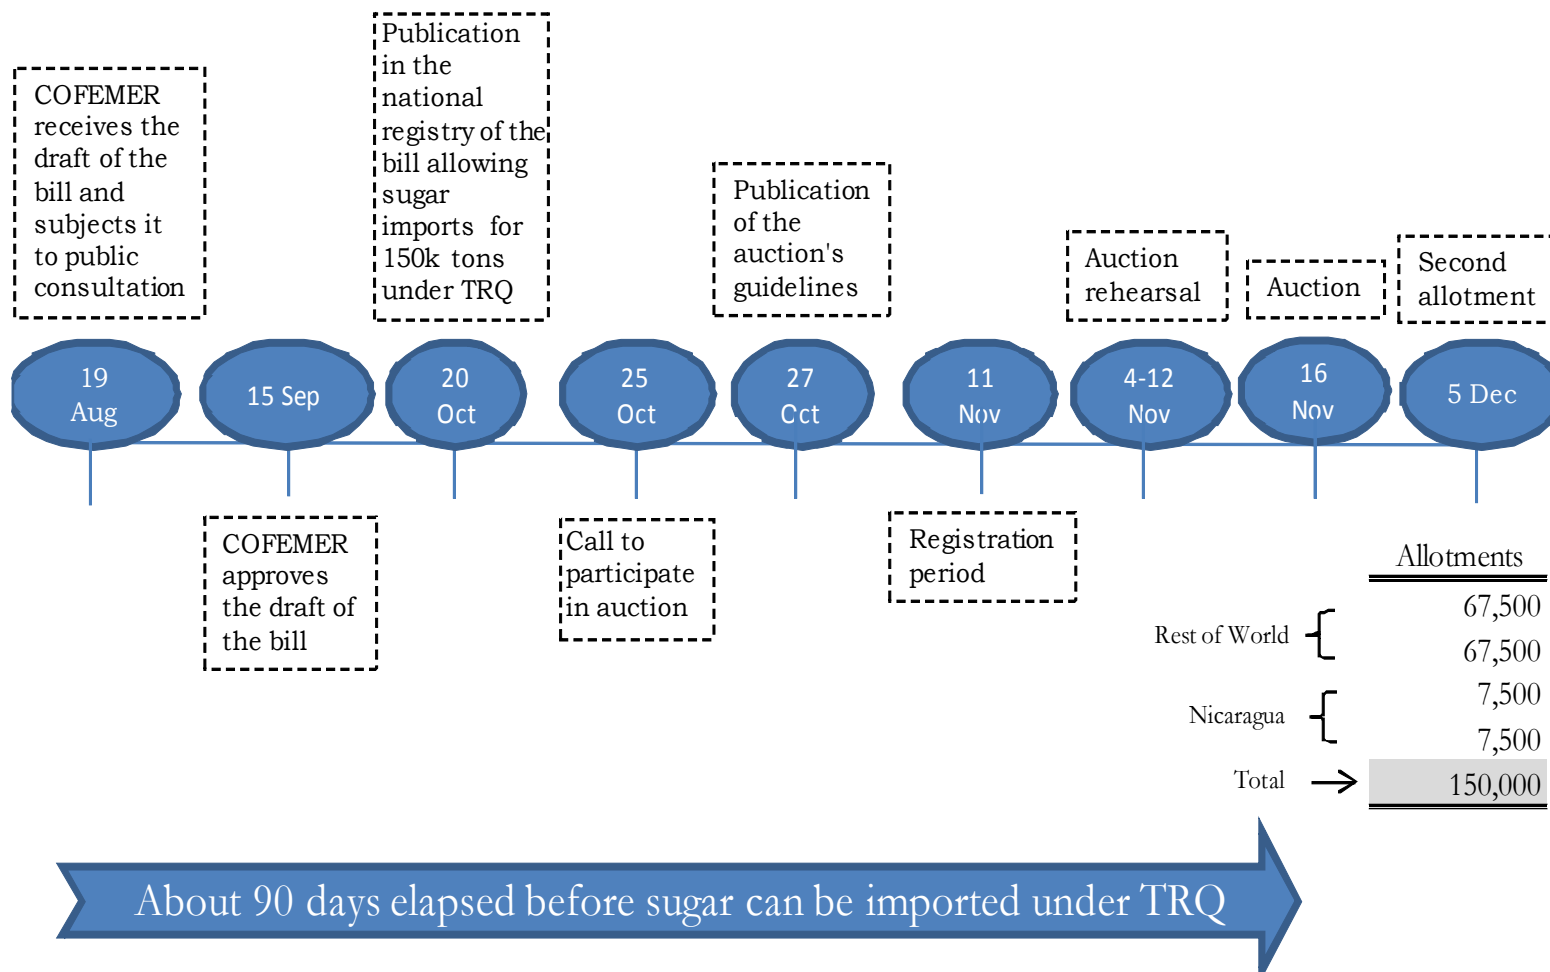 COFEMER
receives the
draft of the
bill and
subjects it
to public
consultation
Publication
in the
national
registry of the
bill allowing
sugar
imports for
150k tons
under TRQ
Publication
of the
auction's
guidelines
Auction
rehearsal
Auction
Second
allotment
19
Aug
15 Sep
20
Oct
25
Oct
27
Oct
11
Nov
4-12
Nov
16
Nov
5 Dec
COFEMER
approves
the draft of
the bill
Call to
participate
in auction
Registration
period
Allotments
67,500
Rest of World
67,500
7,500
Nicaragua
7,500
Total 150,000
About 90 days elapsed before sugar can be imported under TRQ